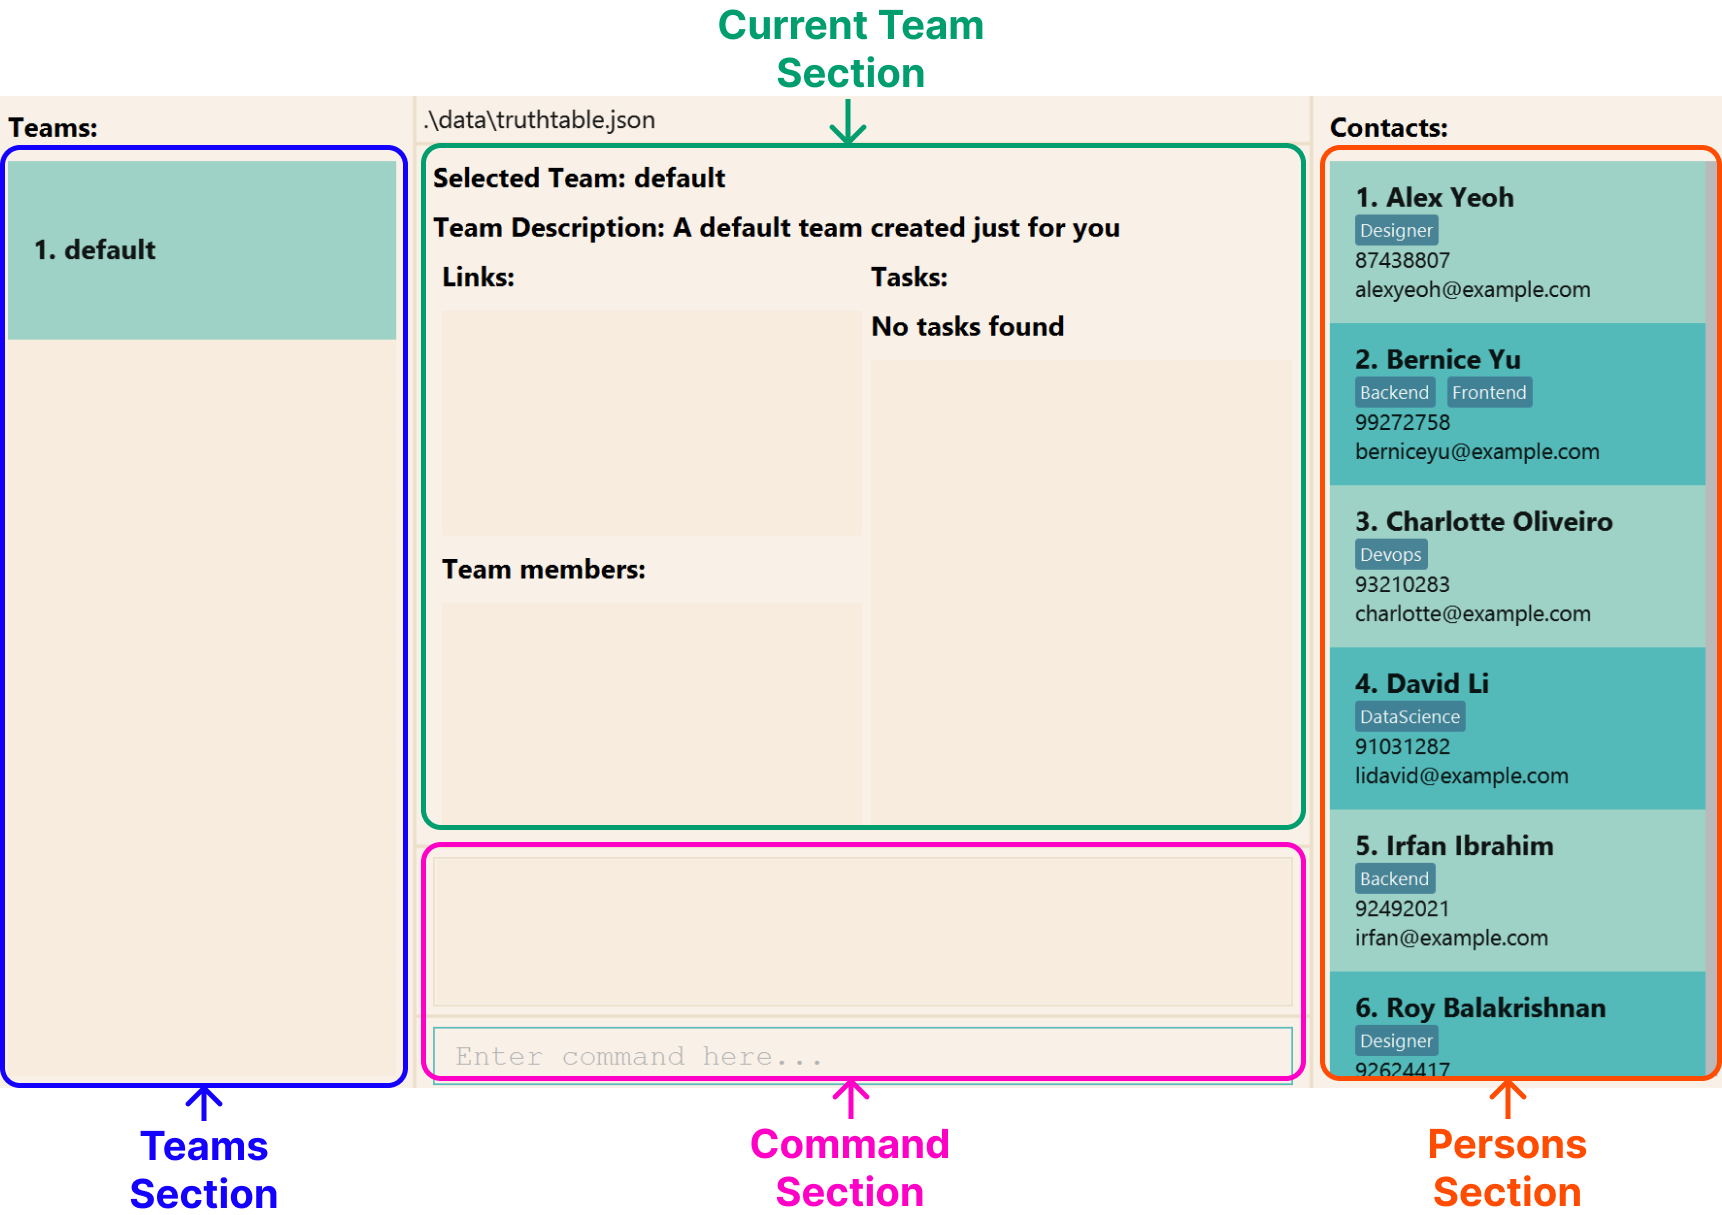 Current Team
Section
Teams:
1. default
.\data\truthtable.json
Selected Team: default
Team Description: A default team created just for you
Links:
Tasks:
No tasks found
Team members:
Enter command here...
Contacts:
1. Alex Yeoh
Designer
87438807
alexyeoh@example.com
2. Bernice Yu
Backend Frontend
99272758
berniceyu@example.com
3. Charlotte Oliveiro
Devops
93210283
charlotte@example.com
4. David Li
DataScience
91031282
lidavid@example.com
5. Irfan Ibrahim
Backend
92492021
irfan@example.com
6. Roy Balakrishnan
Designer
92624417
Teams
Section
Command
Section
Persons
Section